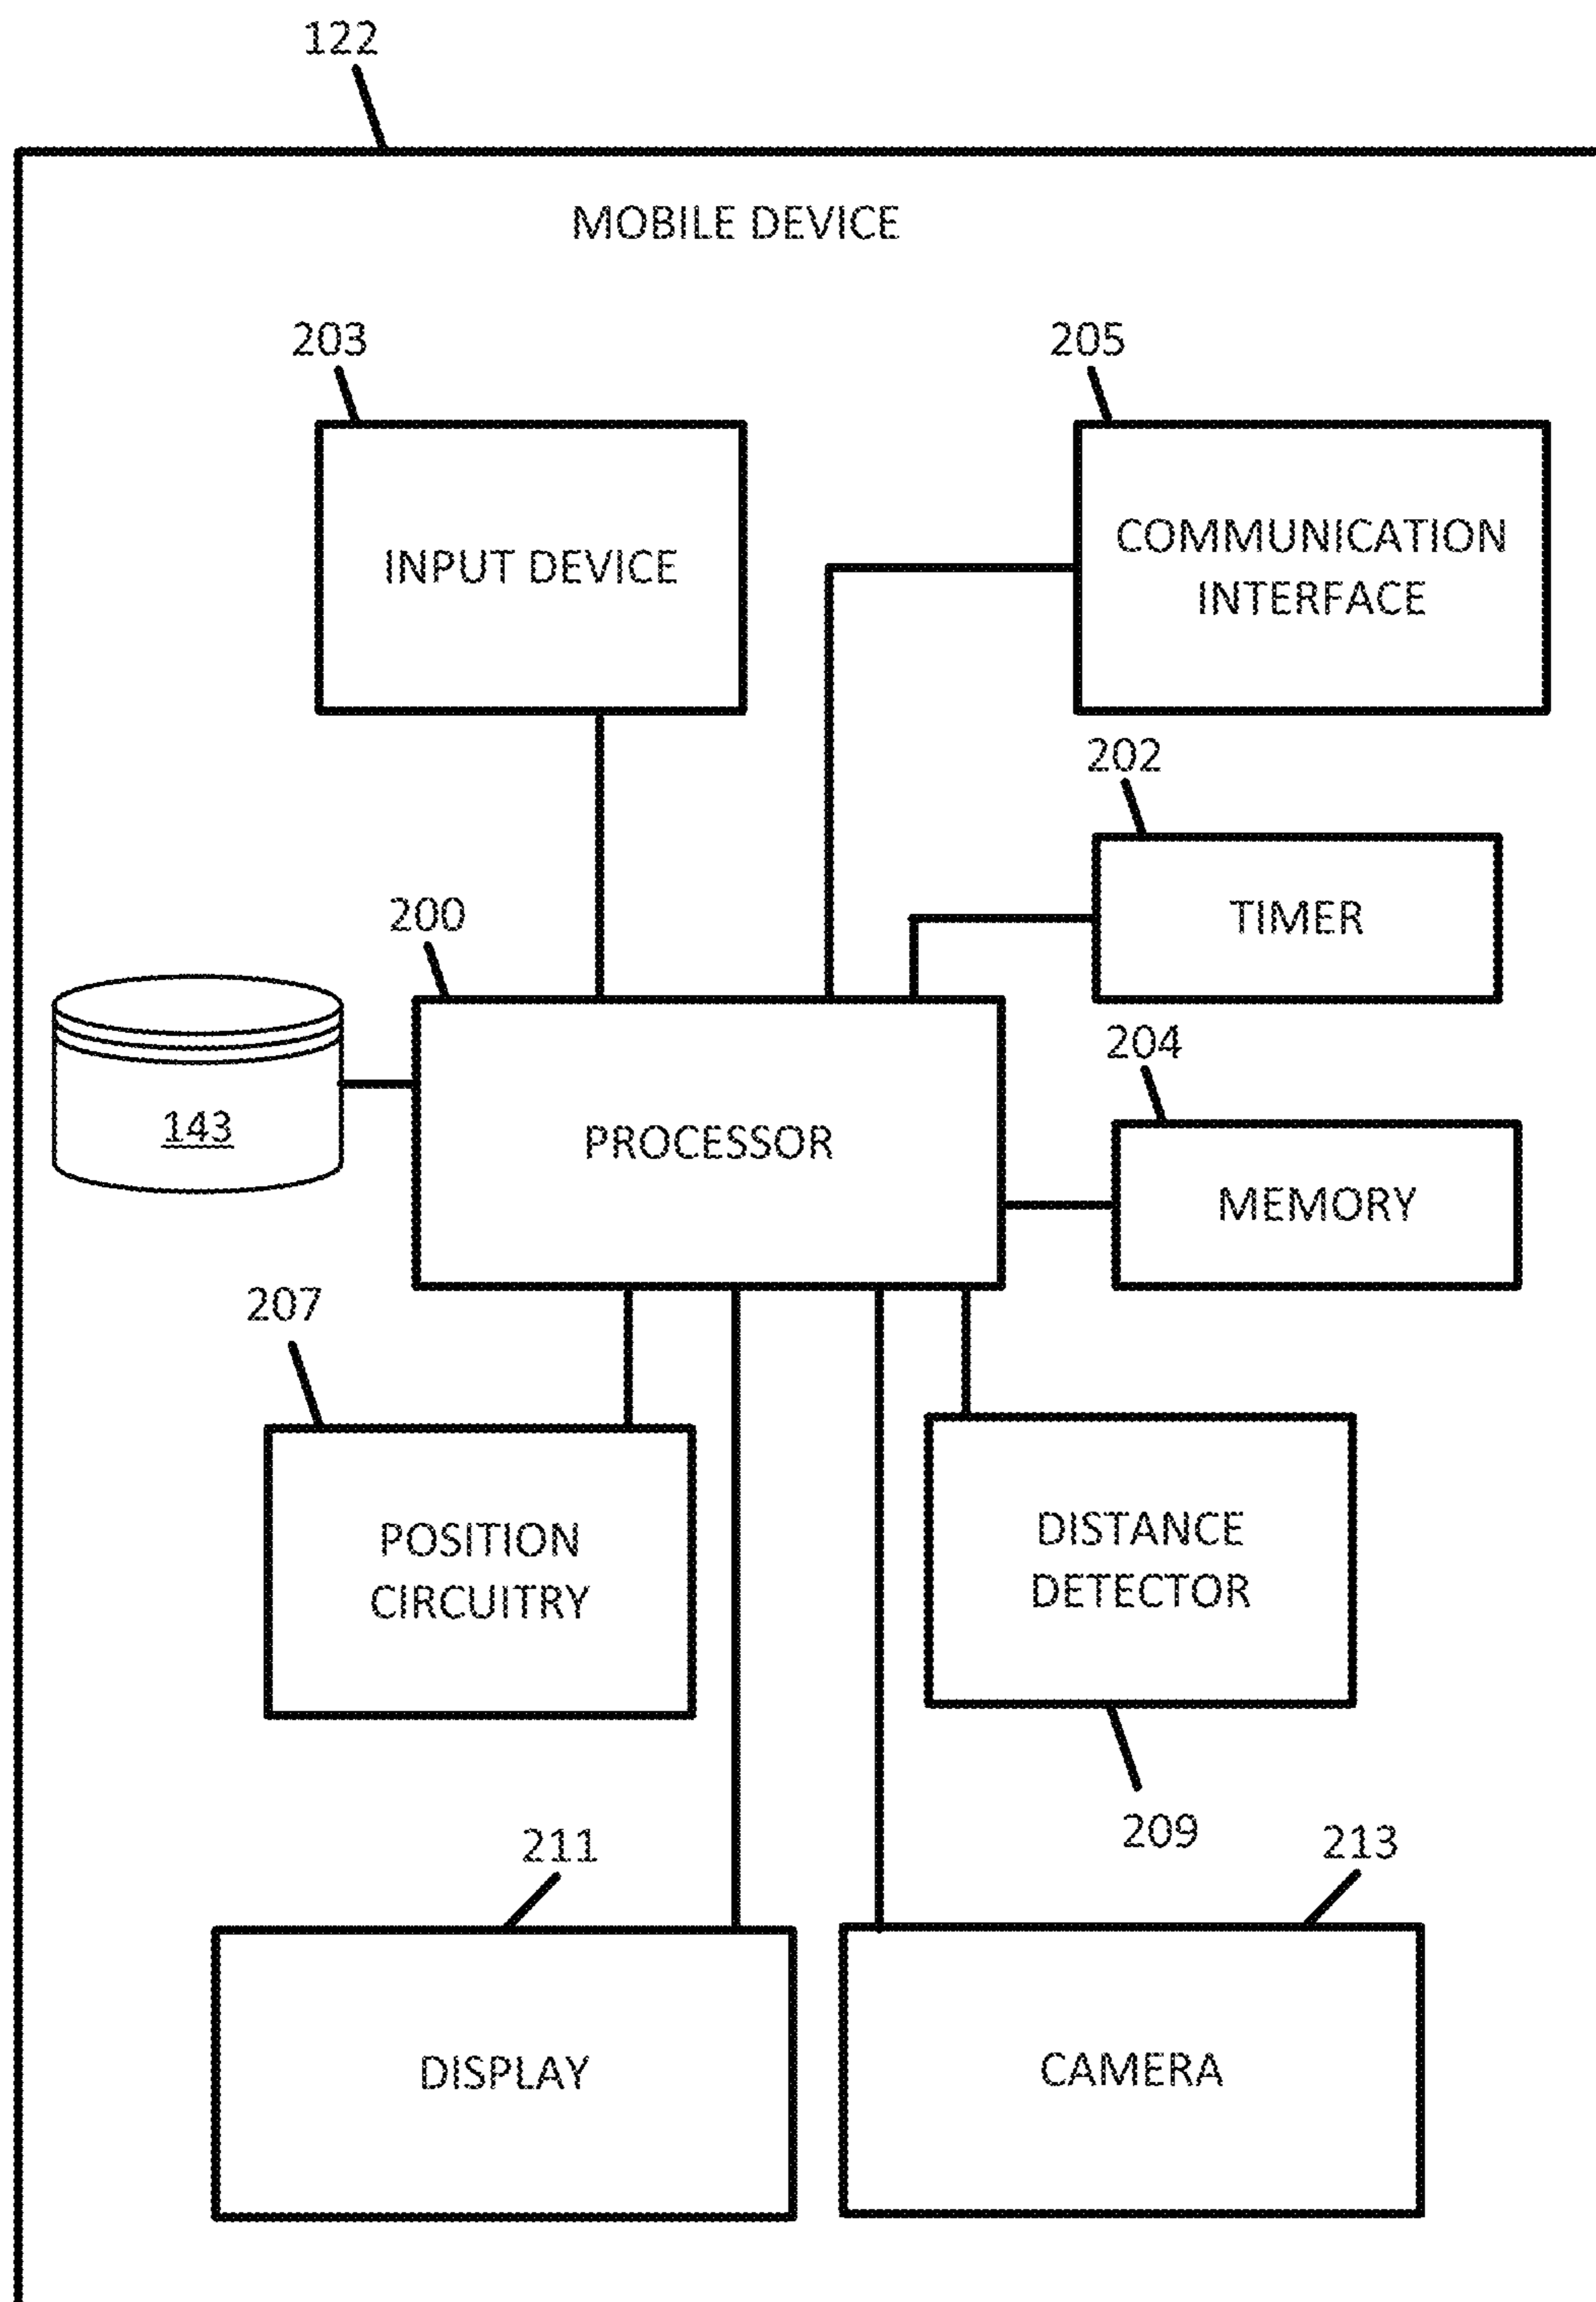 122
MOBILE DEVICE
203
205
INPUT DEVICE
COMMUNICATION
INTERFACE
202
TIMER
200
204
143
PROCESSOR
MEMORY
207
POSITION
CIRCUITRY
DISTANCE
DETECTOR
209
211
213
DISPLAY
CAMERA